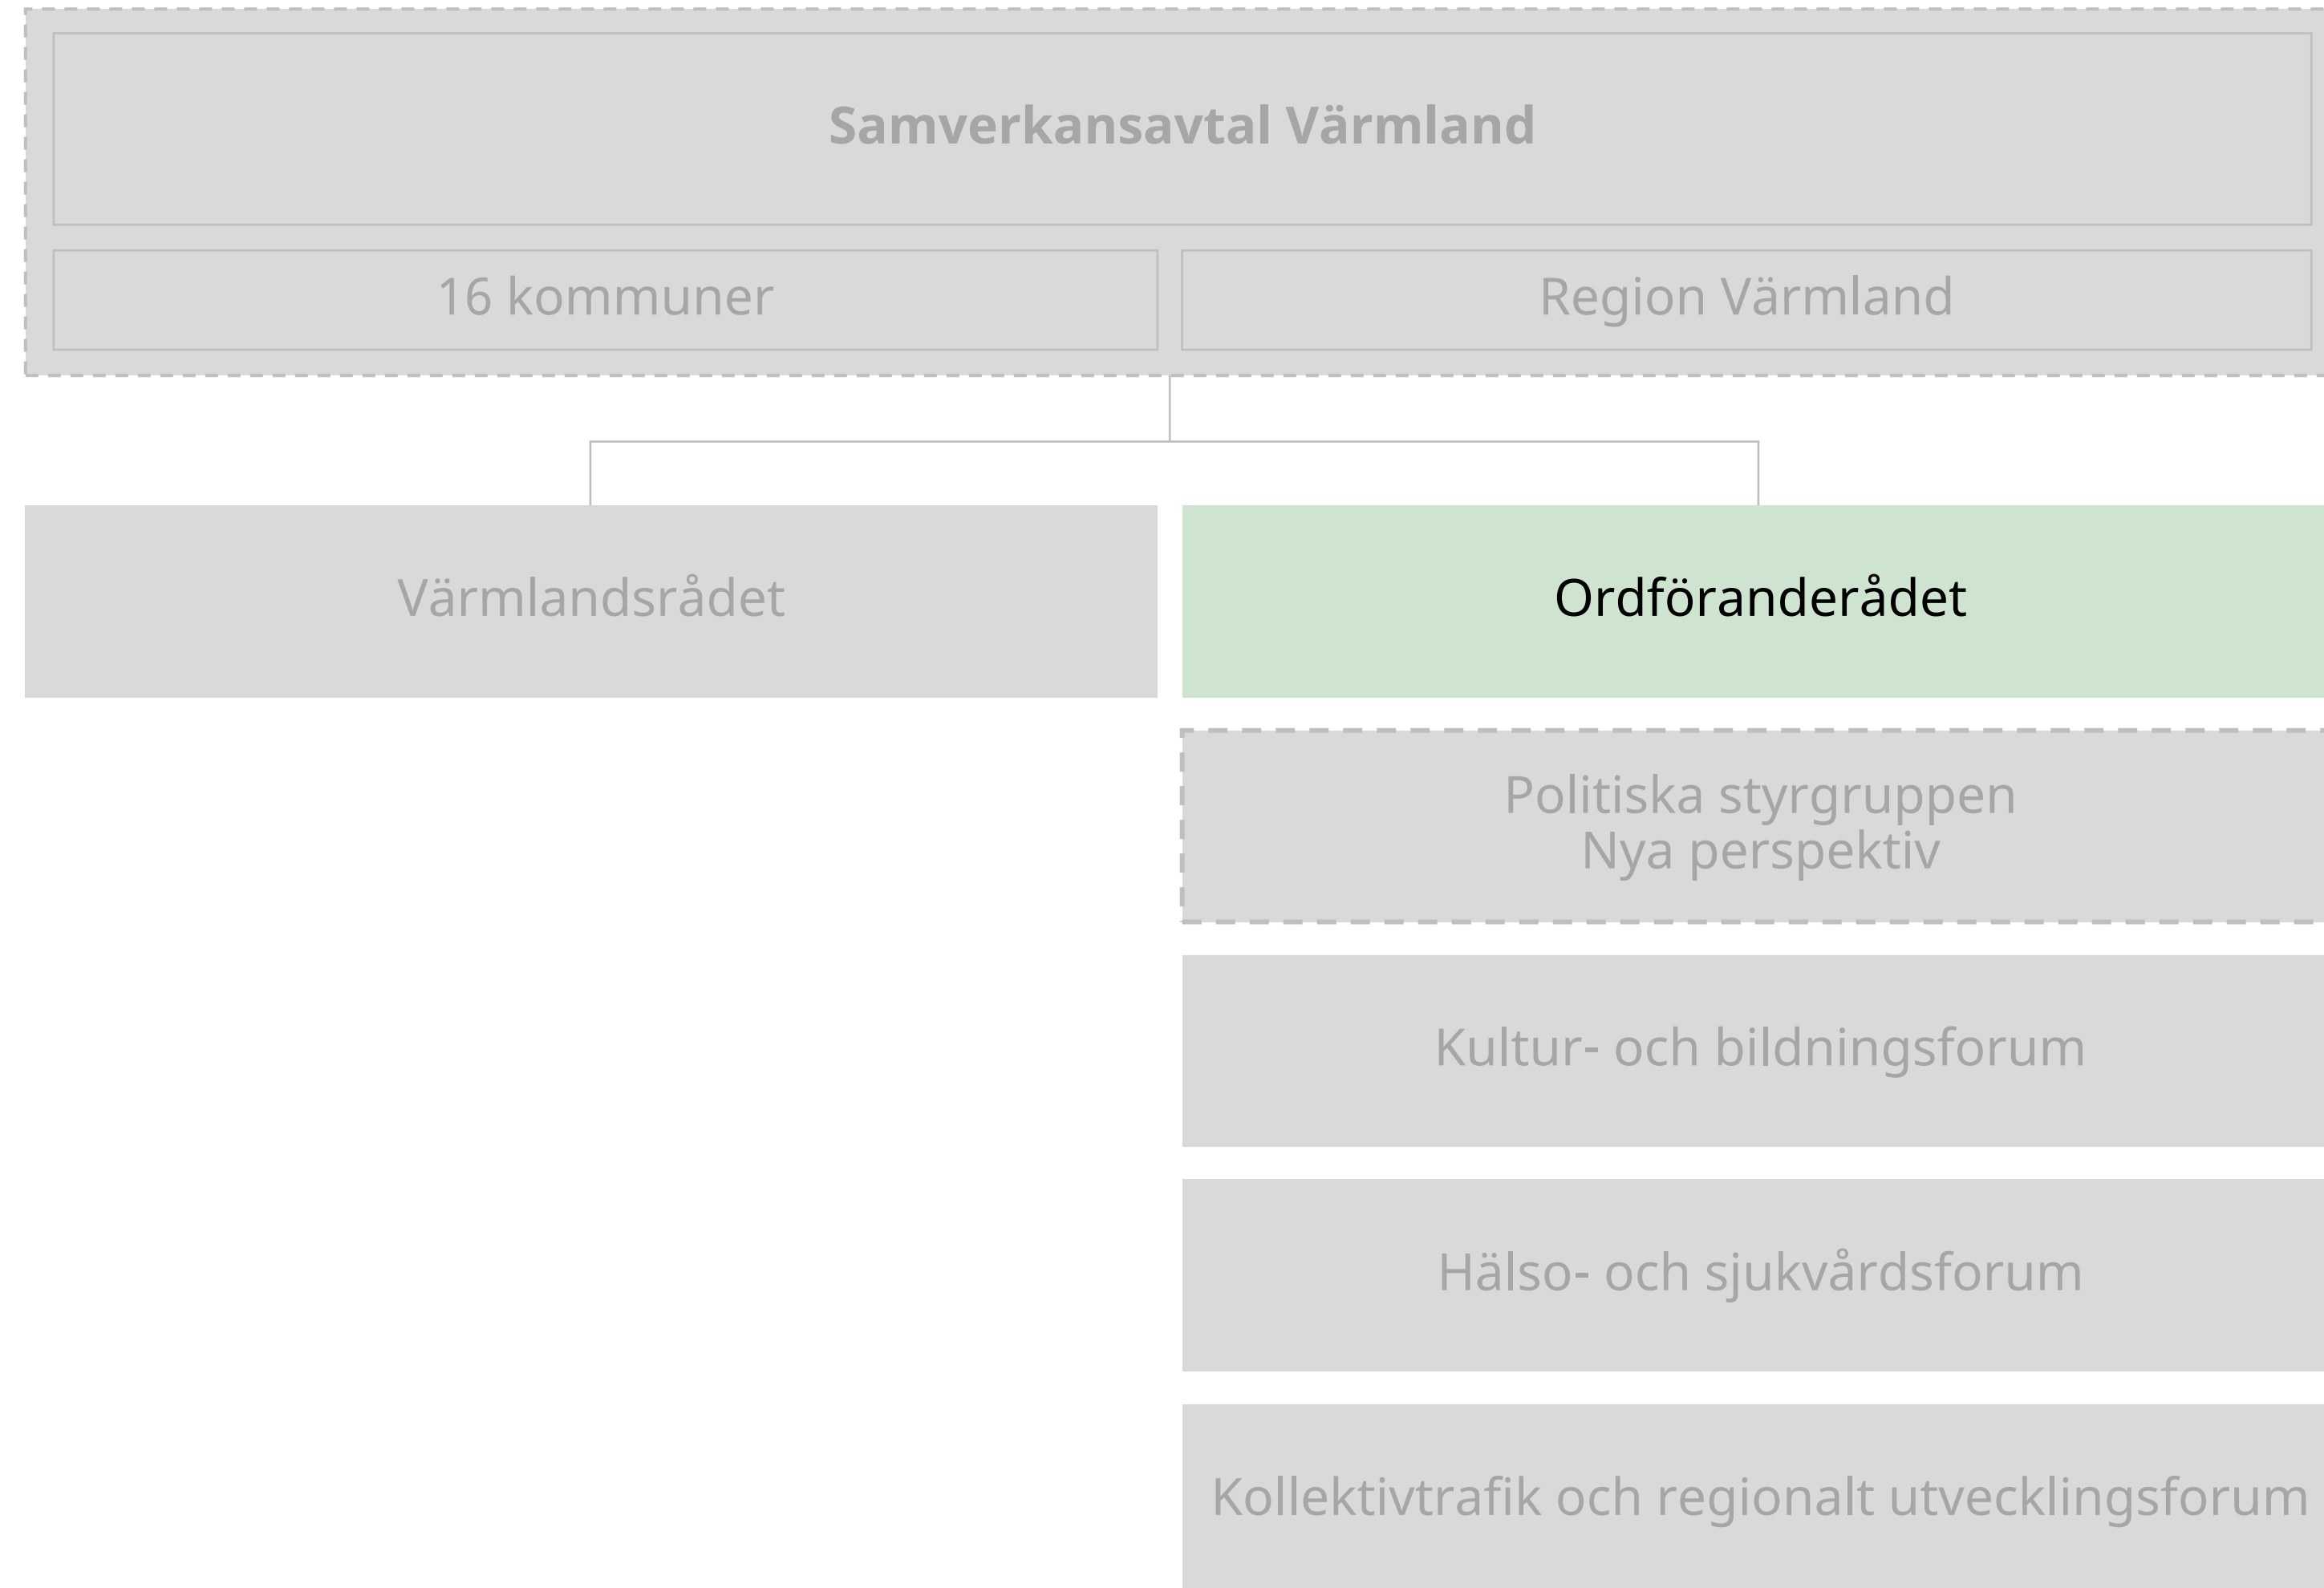 Samverkansavtal Värmland
16 kommuner
Region Värmland
Värmlandsrådet
Ordföranderådet
Politiska styrgruppen
Nya perspektiv
Kultur- och bildningsforum
Hälso- och sjukvårdsforum
Kollektivtrafik och regionalt utvecklingsforum